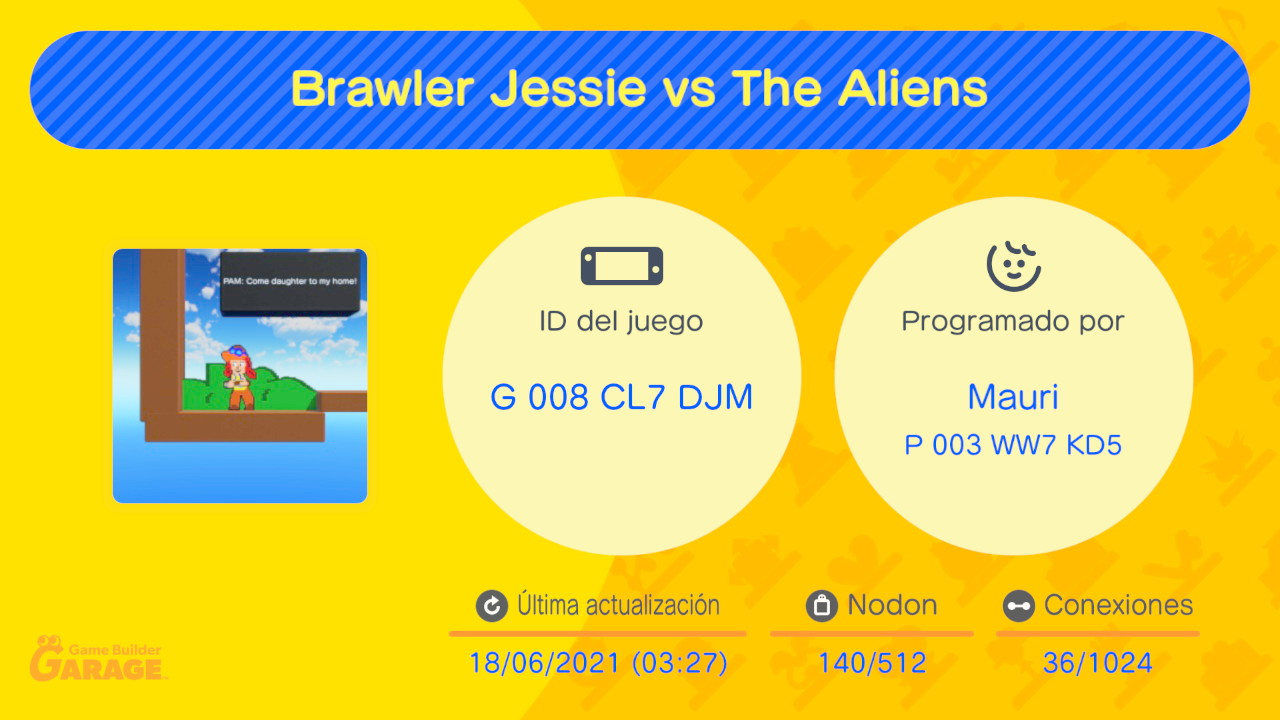 Brawler Jessie vs The Aliens
PAM: Come daughter to my home!
ID del juego
G 008 CL7 DJM
Programado por
Mauri
P 003 WW7 KD5
Última actualización
18/06/2021 (03:27)
Nodon
140/512
Conexiones
36/1024
Game Builder
GARAGE